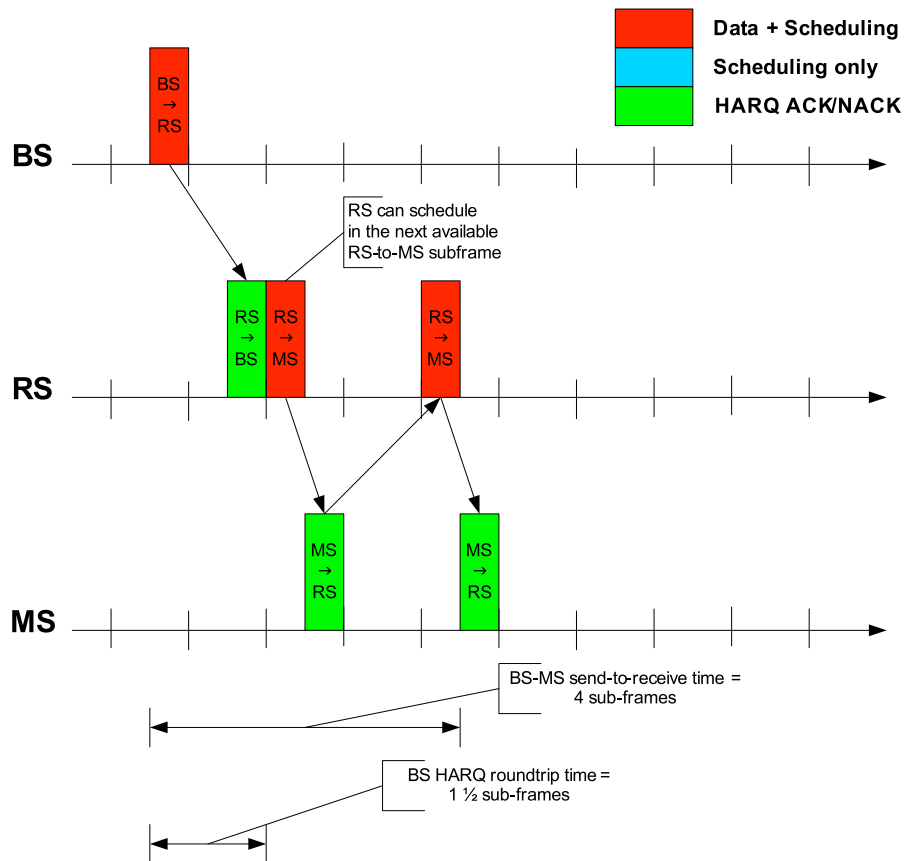 Data + Scheduling
Scheduling only
HARQ ACK/NACK
BS
→
RS
BS
RS can schedule
in the next available
RS-to-MS subframe
RS
→
BS
RS
→
MS
RS
→
MS
RS
MS
→
RS
MS
→
RS
MS
BS-MS send-to-receive time =
4 sub-frames
BS HARQ roundtrip time =
1 ½ sub-frames